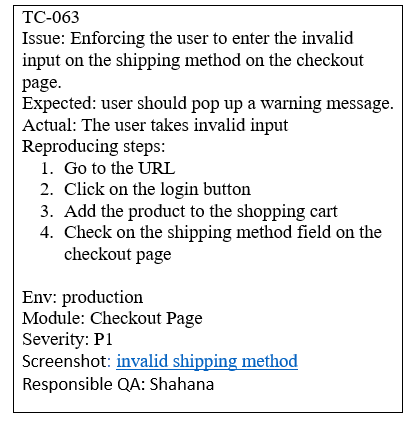 TC-063
Issue: Enforcing the user to enter the invalid
input on the shipping method on the checkout
page.
Expected: user should pop up a warning message.
Actual: The user takes invalid input
Reproducing steps:
1. Go to the URL
2. Click on the login button
3. Add the product to the shopping cart
4. Check on the shipping method field on the
checkout page
Env: production
Module: Checkout Page
Severity: P1
Screenshot: invalid shipping method
Responsible QA: Shahana